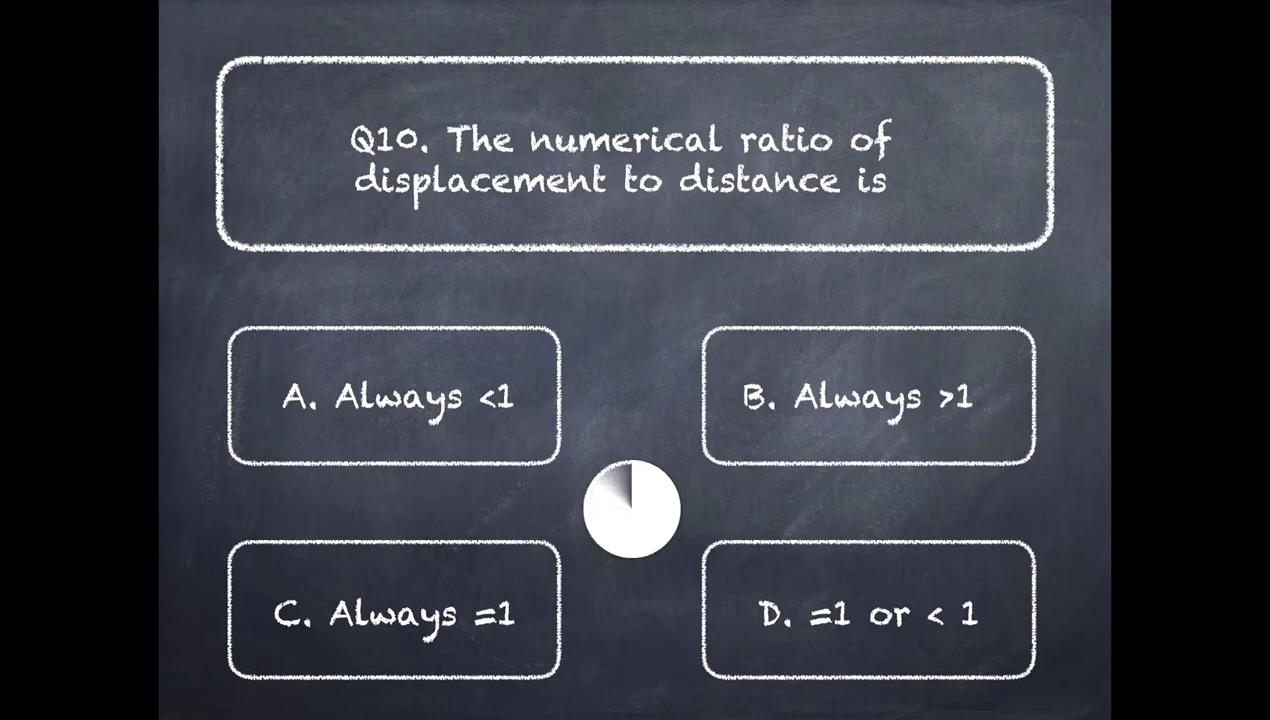 Q10. The numerical ratio of
displacement to distance is
A. Always <1
B. Always >1
C. Always =1
D. =1 or < 1